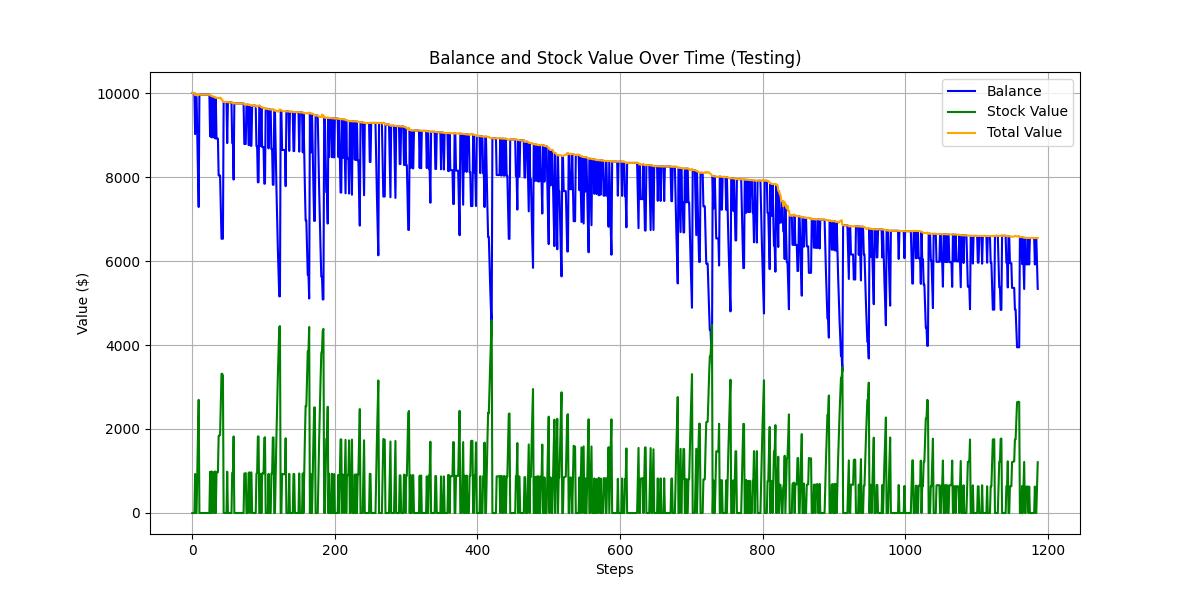 Balance and Stock Value Over Time (Testing)
10000
8000
6000
4000
2000
0
Value ($)
Balance
Stock Value
Total Value
0 200 400 600 800 1000 1200
Steps